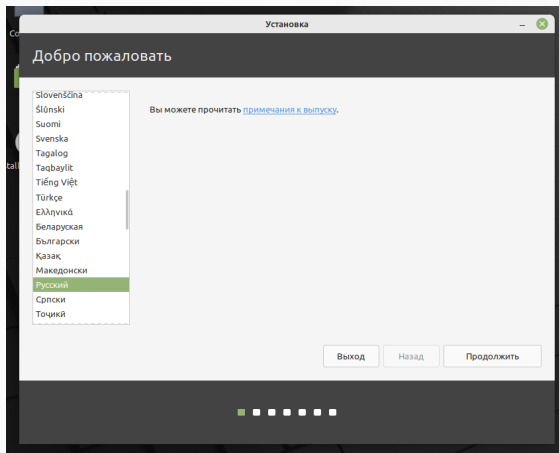 Установка
Добро пожаловать
Slovenščina
Ślůnski
Suomi
Svenska
Tagalog
Taqbaylit
Tiếng Việt
Türkçe
Ελληνικά
Беларуская
Български
Қазақ
Македонски
Русский
Српски
Тоҷикӣ
Вы можете прочитать примечания к выпуску.
Выход
Назад
Продолжить